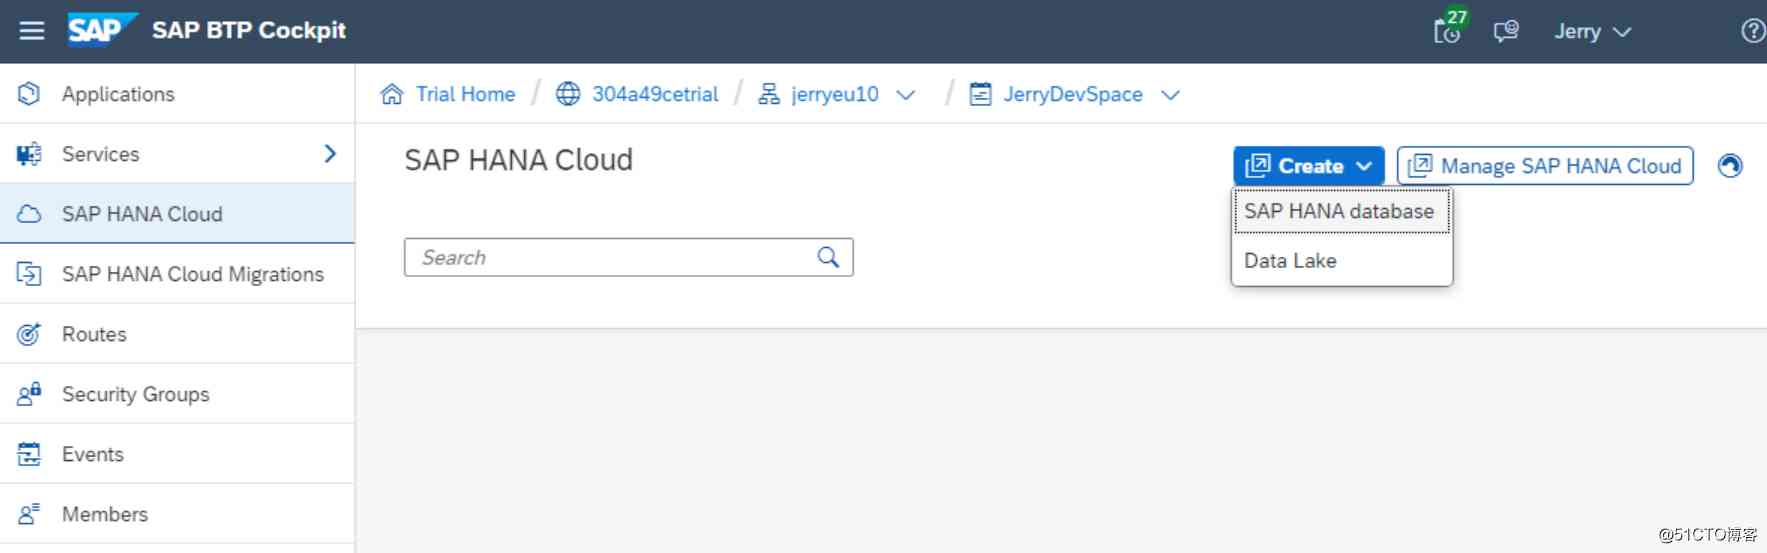 SAP SAP BTP Cockpit 27 Jerry
Applications
Services
SAP HANA Cloud
SAP HANA Cloud Migrations
Routes
Security Groups
Events
Members
Trial Home / 304a49cetrial / jerryeu10 / JerryDevSpace
SAP HANA Cloud
Create
Manage SAP HANA Cloud
SAP HANA database
Data Lake
Search
@51CTO博客